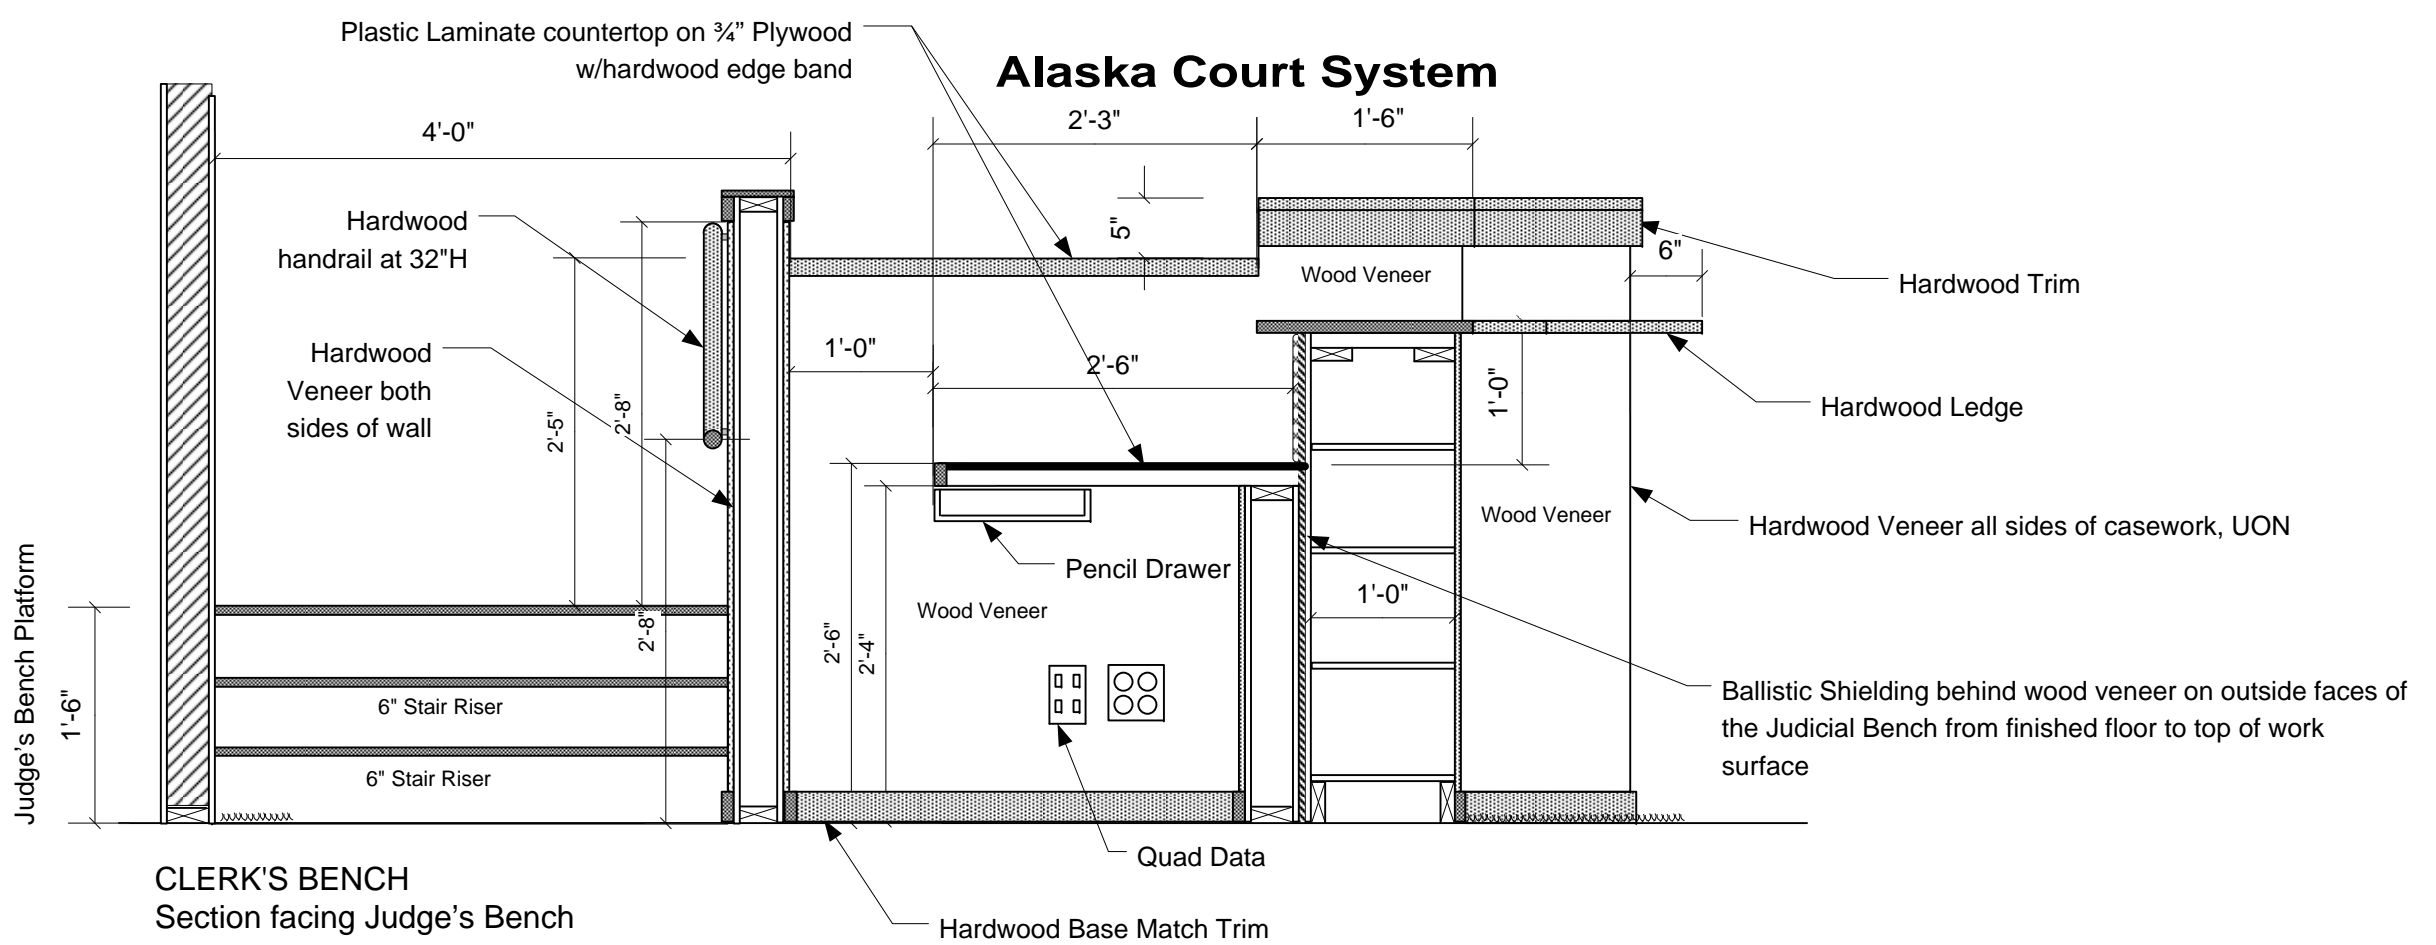 Plastic Laminate countertop on ¾” Plywood
w/hardwood edge band
Alaska Court System
4'-0"
2'-3"
1'-6"
Hardwood
handrail at 32"H
5"
6"
Wood Veneer
Hardwood Trim
Hardwood
Veneer both
sides of wall
2'-5"
2'-8"
1'-0"
2'-6"
1'-0"
Hardwood Ledge
Wood Veneer
Hardwood Veneer all sides of casework, UON
Pencil Drawer
Wood Veneer
1'-0"
2'-8"
2'-6"
2'-4"
Judge’s Bench Platform
1'-6"
6" Stair Riser
6" Stair Riser
Ballistic Shielding behind wood veneer on outside faces of
the Judicial Bench from finished floor to top of work
surface
Quad Data
CLERK'S BENCH
Section facing Judge’s Bench
Hardwood Base Match Trim